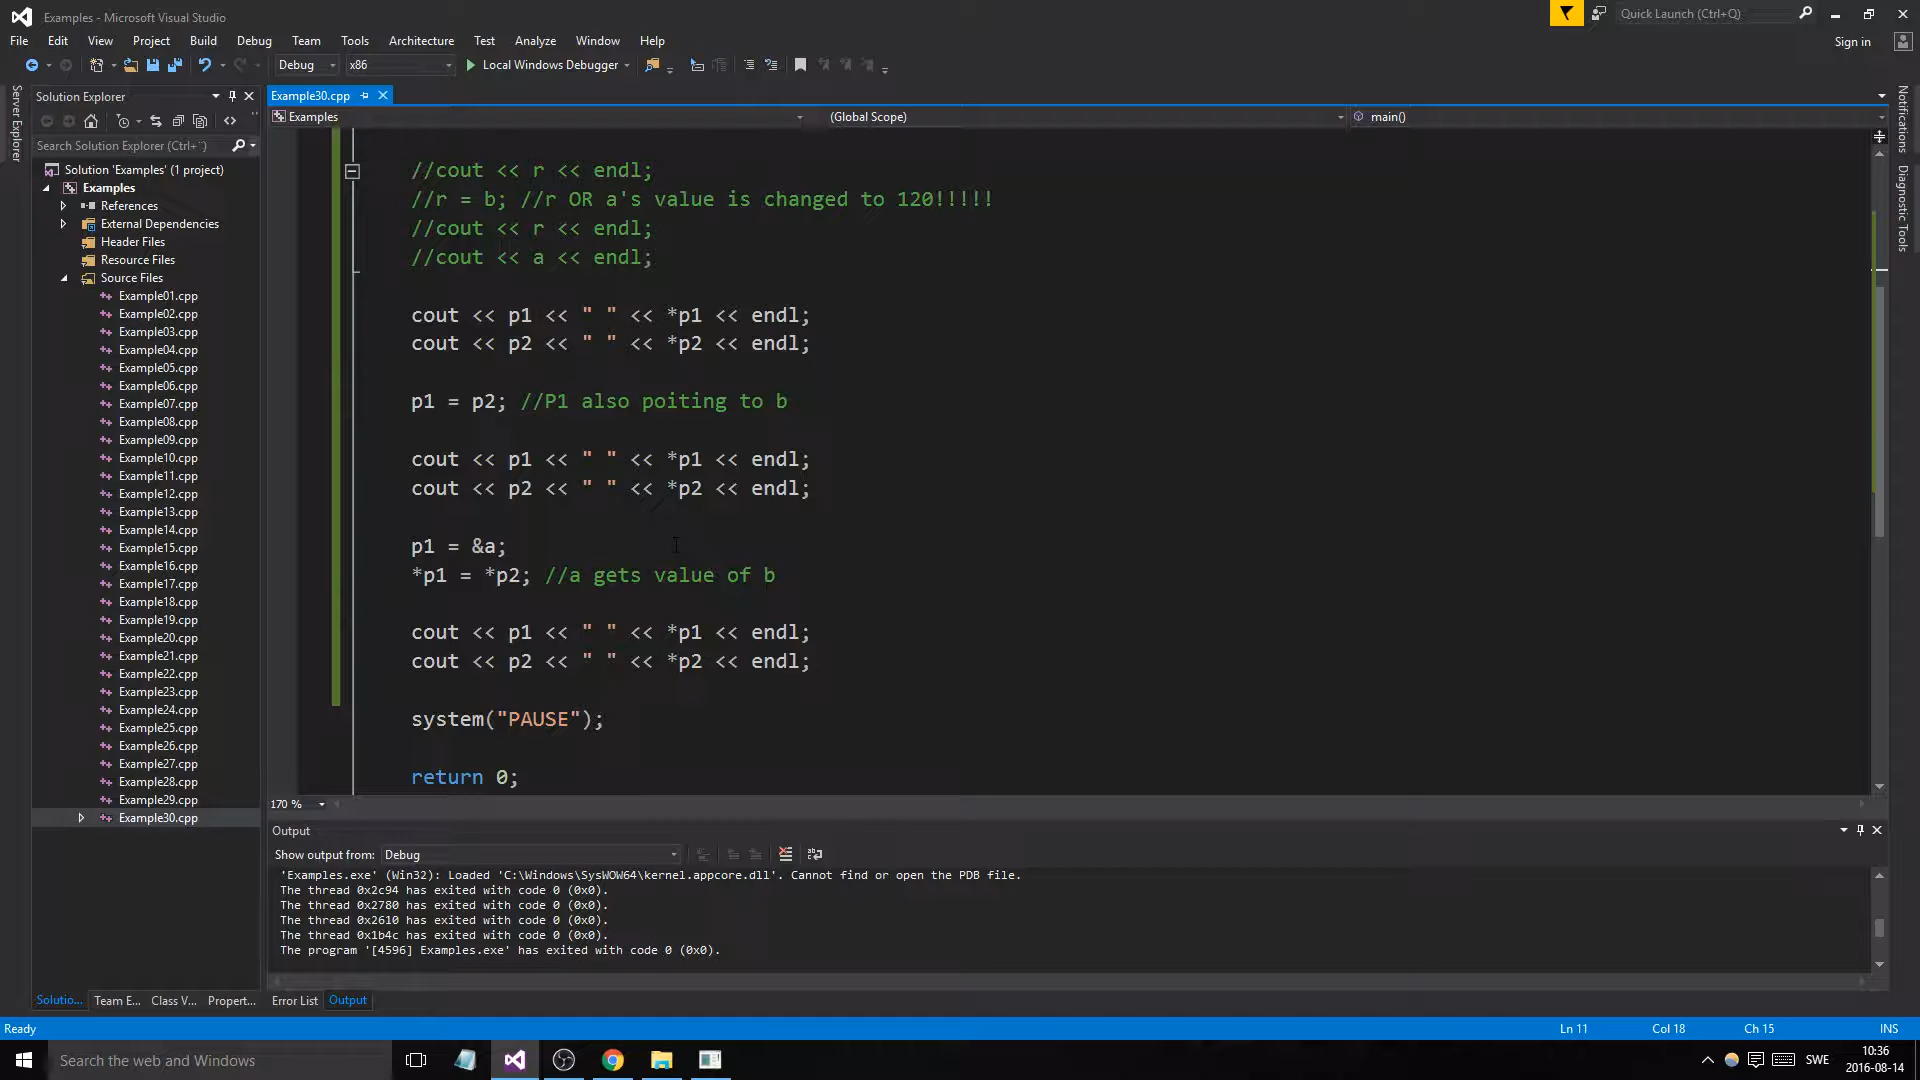 Examples - Microsoft Visual Studio
Quick Launch (Ctrl+Q)
File Edit View Project Build Debug Team Tools Architecture Test Analyze Window Help
Sign in
Debug x86 Local Windows Debugger
Server Explorer
Solution Explorer
Example30.cpp
Examples (Global Scope) main()
Search Solution Explorer (Ctrl+¨)
Solution 'Examples' (1 project)
Examples
References
External Dependencies
Header Files
Resource Files
Source Files
Example01.cpp
Example02.cpp
Example03.cpp
Example04.cpp
Example05.cpp
Example06.cpp
Example07.cpp
Example08.cpp
Example09.cpp
Example10.cpp
Example11.cpp
Example12.cpp
Example13.cpp
Example14.cpp
Example15.cpp
Example16.cpp
Example17.cpp
Example18.cpp
Example19.cpp
Example20.cpp
Example21.cpp
Example22.cpp
Example23.cpp
Example24.cpp
Example25.cpp
Example26.cpp
Example27.cpp
Example28.cpp
Example29.cpp
Example30.cpp
Soluti­o... Team E... Class V... Propert...
//cout << r << endl;
//r = b; //r OR a's value is changed to 120!!!!!
//cout << r << endl;
//cout << a << endl;
cout << p1 << " " << *p1 << endl;
cout << p2 << " " << *p2 << endl;
p1 = p2; //P1 also poiting to b
cout << p1 << " " << *p1 << endl;
cout << p2 << " " << *p2 << endl;
p1 = &a;
*p1 = *p2; //a gets value of b
cout << p1 << " " << *p1 << endl;
cout << p2 << " " << *p2 << endl;
system("PAUSE");
return 0;
170 %
Notifications
Diagnostic Tools
Output
Show output from: Debug
'Examples.exe' (Win32): Loaded 'C:\Windows\SysWOW64\kernel.appcore.dll'. Cannot find or open the PDB file.
The thread 0x2c94 has exited with code 0 (0x0).
The thread 0x2780 has exited with code 0 (0x0).
The thread 0x2610 has exited with code 0 (0x0).
The thread 0x1b4c has exited with code 0 (0x0).
The program '[4596] Examples.exe' has exited with code 0 (0x0).
Error List Output
Ready Ln 11 Col 18 Ch 15 INS
Search the web and Windows
SWE
10:36
2016-08-14